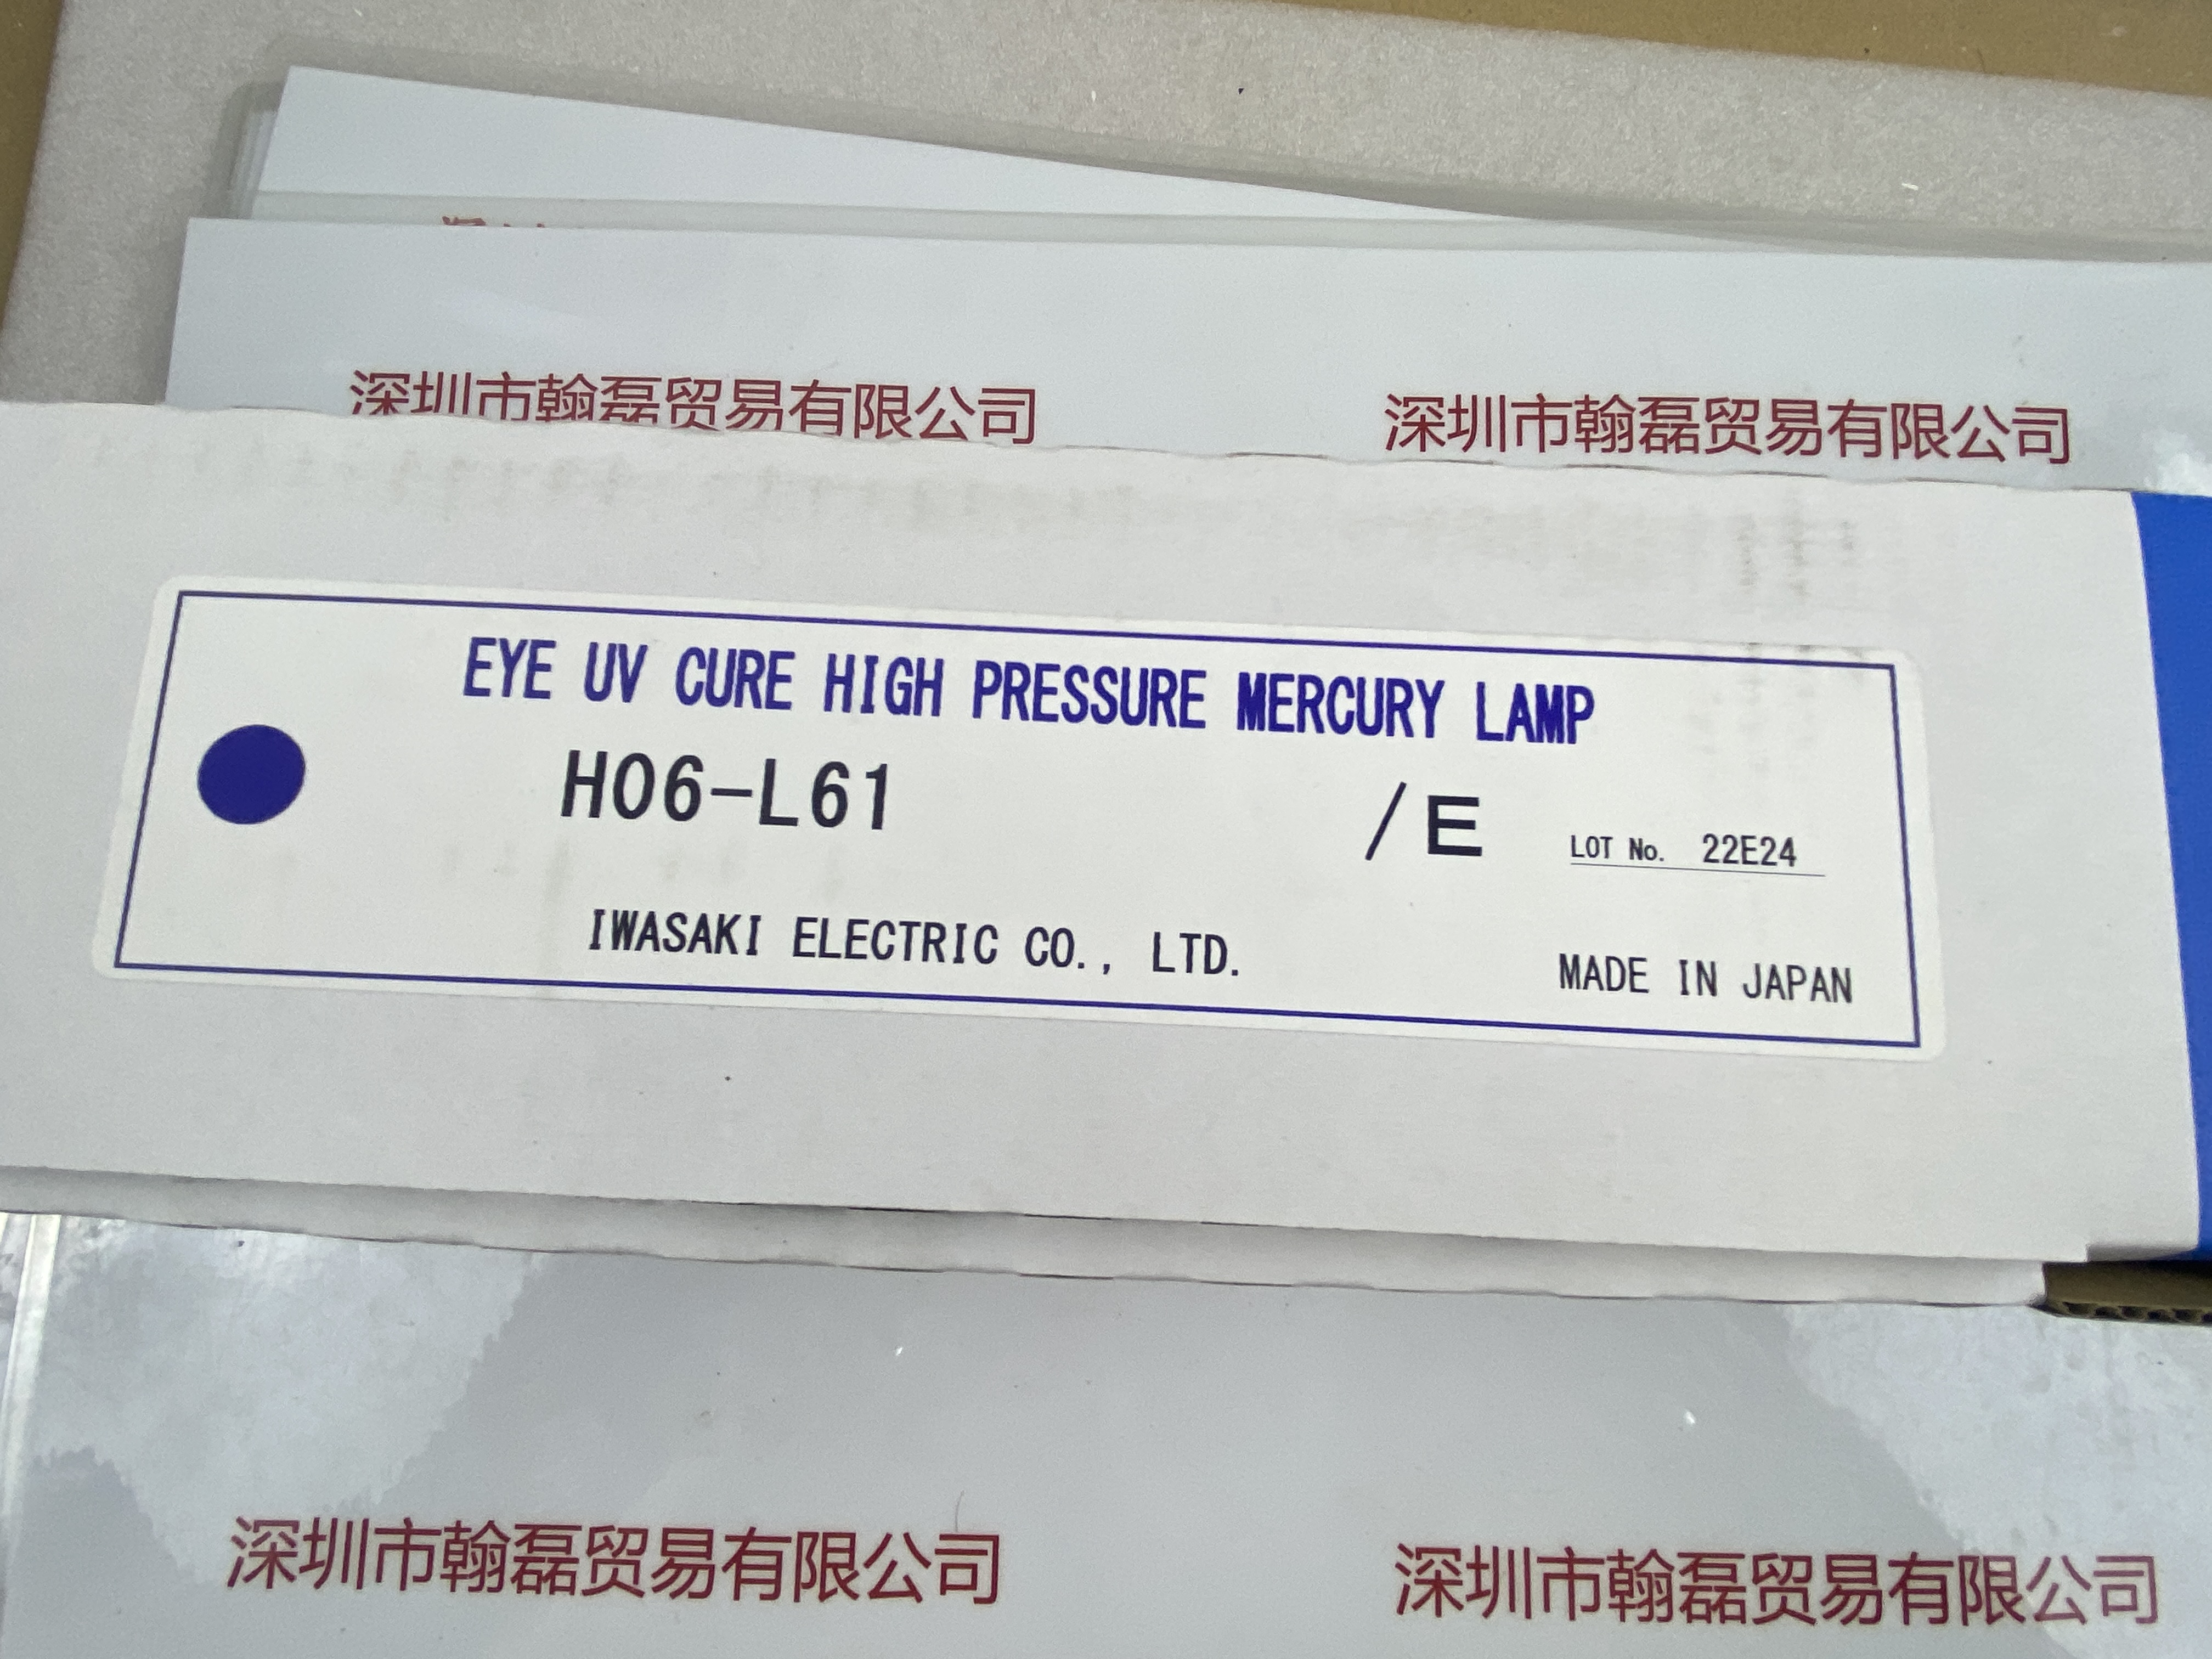 深圳市翰磊贸易有限公司 深圳市翰磊贸易有限公司
EYE UV CURE HIGH PRESSURE MERCURY LAMP
H06-L61 /E LOT No. 22E24
IWASAKI ELECTRIC CO., LTD. MADE IN JAPAN
深圳市翰磊贸易有限公司 深圳市翰磊贸易有限公司